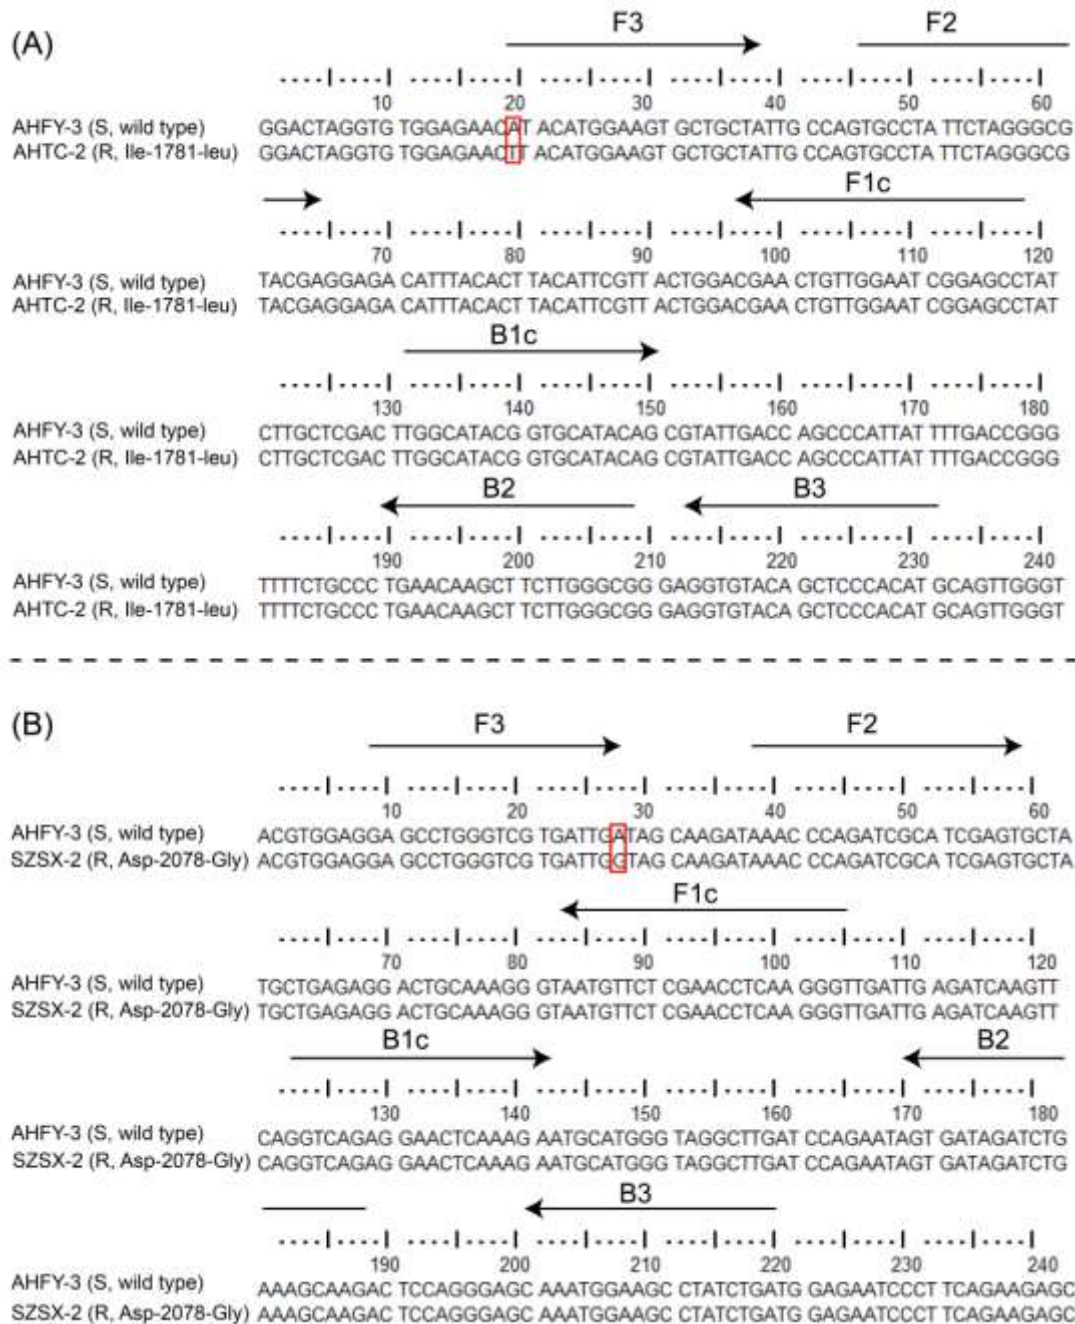 (A)
F3 F2
10 20 30 40 50 60
AHFY-3 (S, wild type) GGACTAGGTG TGGAGAACAT ACATGGAAGT GCTGCTATTG CCAGTGCCTA TTCTAGGGCG
AHTC-2 (R, Ile-1781-leu) GGACTAGGTG TGGAGAACTT ACATGGAAGT GCTGCTATTG CCAGTGCCTA TTCTAGGGCG
F1c
70 80 90 100 110 120
AHFY-3 (S, wild type) TACGAGGAGA CATTTACACT TACATTCGTT ACTGGACGAA CTGTTGGAAT CGGAGCCTAT
AHTC-2 (R, Ile-1781-leu) TACGAGGAGA CATTTACACT TACATTCGTT ACTGGACGAA CTGTTGGAAT CGGAGCCTAT
B1c
130 140 150 160 170 180
AHFY-3 (S, wild type) CTTGCTCGAC TTGGCATACG GTGCATACAG CGTATTGACC AGCCCATTAT TTTGACCGGG
AHTC-2 (R, Ile-1781-leu) CTTGCTCGAC TTGGCATACG GTGCATACAG CGTATTGACC AGCCCATTAT TTTGACCGGG
B2 B3
190 200 210 220 230 240
AHFY-3 (S, wild type) TTTTCTGCCC TGAACAAGCT TCTTGGGCGG GAGGTGTACA GCTCCCACAT GCAGTTGGGT
AHTC-2 (R, Ile-1781-leu) TTTTCTGCCC TGAACAAGCT TCTTGGGCGG GAGGTGTACA GCTCCCACAT GCAGTTGGGT
(B)
F3 F2
10 20 30 40 50 60
AHFY-3 (S, wild type) ACGTGGAGGA GCCTGGGTCG TGATTGATAG CAAGATAAAC CCAGATCGCA TCGAGTGCTA
SZSX-2 (R, Asp-2078-Gly) ACGTGGAGGA GCCTGGGTCG TGATTGGTAG CAAGATAAAC CCAGATCGCA TCGAGTGCTA
F1c
70 80 90 100 110 120
AHFY-3 (S, wild type) TGCTGAGAGG ACTGCAAAGG GTAATGTTCT CGAACCTCAA GGGTTGATTG AGATCAAGTT
SZSX-2 (R, Asp-2078-Gly) TGCTGAGAGG ACTGCAAAGG GTAATGTTCT CGAACCTCAA GGGTTGATTG AGATCAAGTT
B1c B2
130 140 150 160 170 180
AHFY-3 (S, wild type) CAGGTCAGAG GAACTCAAAG AATGCATGGG TAGGCTTGAT CCAGAATAGT GATAGATCTG
SZSX-2 (R, Asp-2078-Gly) CAGGTCAGAG GAACTCAAAG AATGCATGGG TAGGCTTGAT CCAGAATAGT GATAGATCTG
B3
190 200 210 220 230 240
AHFY-3 (S, wild type) AAAGCAAGAC TCCAGGGAGC AAATGGAAGC CTATCTGATG GAGAATCCCT TCAGAAGAGC
SZSX-2 (R, Asp-2078-Gly) AAAGCAAGAC TCCAGGGAGC AAATGGAAGC CTATCTGATG GAGAATCCCT TCAGAAGAGC